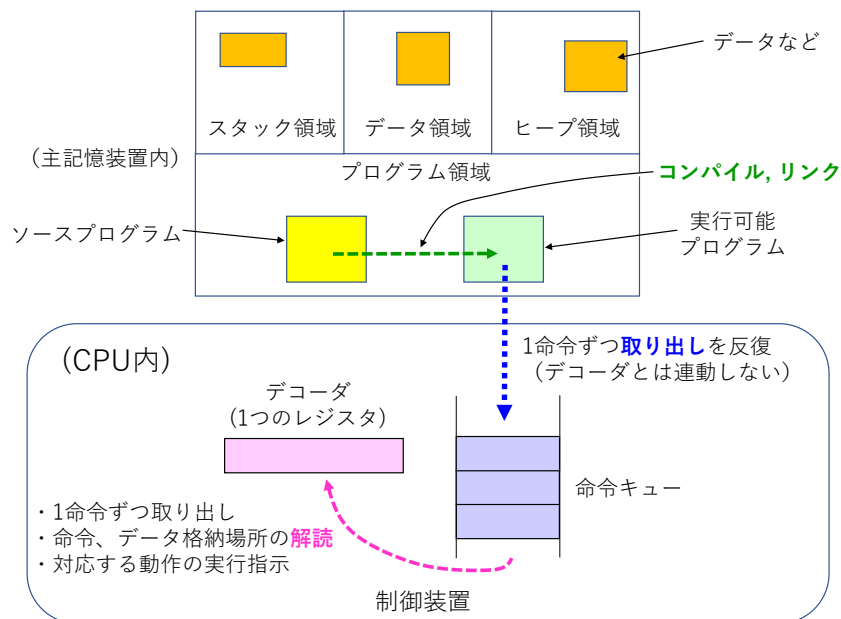 データなど
スタック領域
データ領域
ヒープ領域
(主記憶装置内)
プログラム領域
コンパイル, リンク
ソースプログラム
実行可能
プログラム
(CPU内)
1命令ずつ取り出しを反復
(デコーダとは連動しない)
デコーダ
(1つのレジスタ)
命令キュー
・1命令ずつ取り出し
・命令、データ格納場所の解読
・対応する動作の実行指示
制御装置